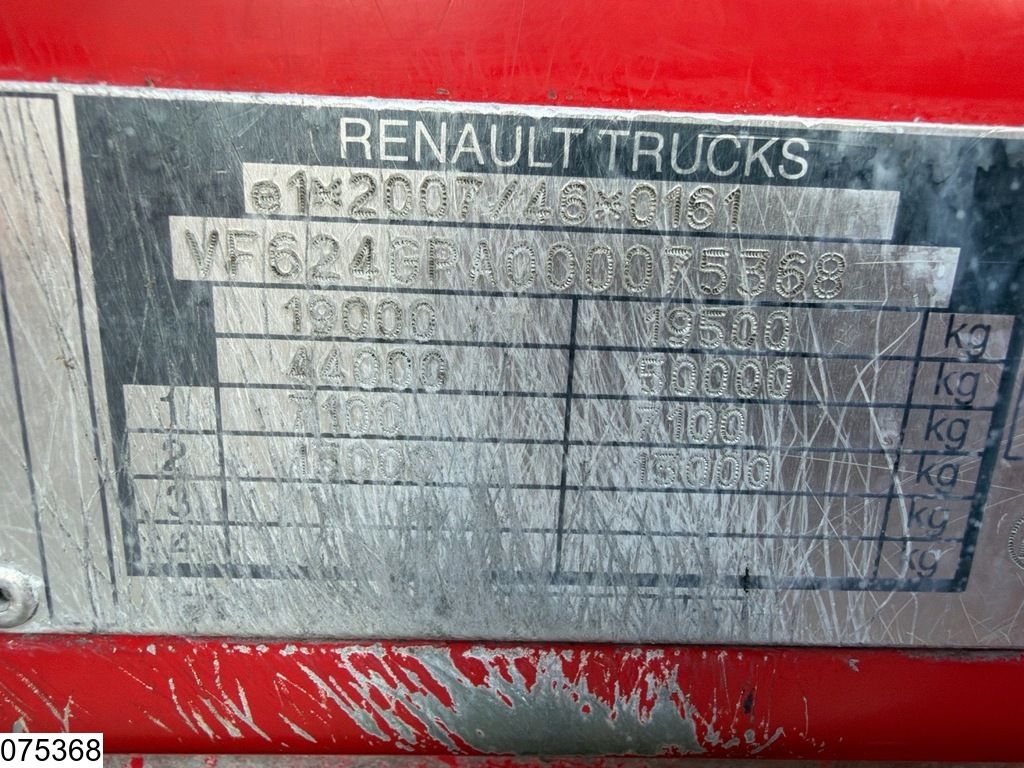 RENAULT TRUCKS
e1*2007/46*0161
VF624GPA000075368
19000 19500 kg
44000 50000 kg
1 7100 7100 kg
2 13000 kg
3 kg
4 kg
075368